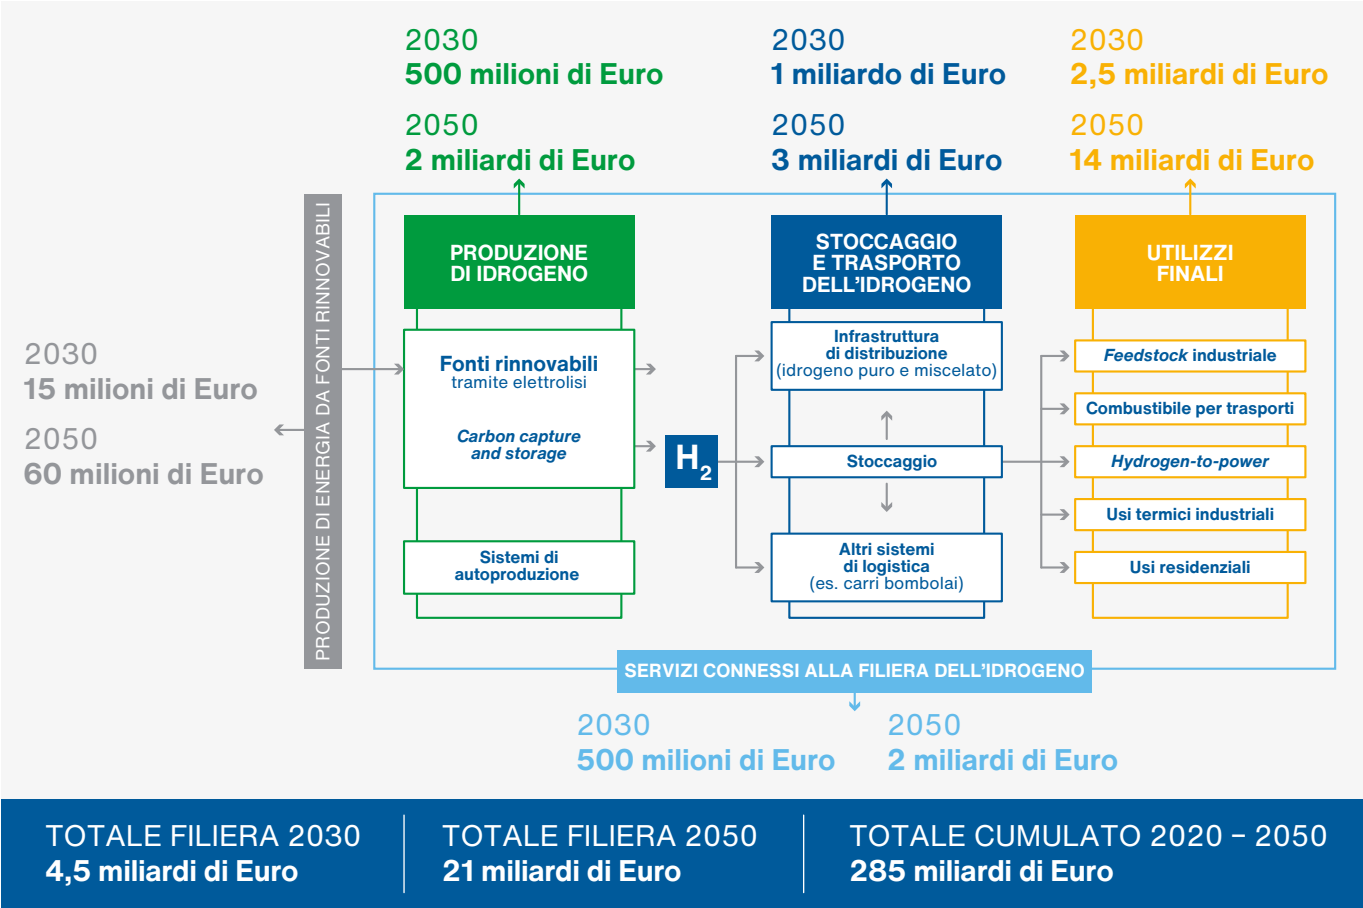 2030
500 milioni di Euro
2050
2 miliardi di Euro
2030
1 miliardo di Euro
2050
3 miliardi di Euro
2030
2,5 miliardi di Euro
2050
14 miliardi di Euro
2030
15 milioni di Euro
2050
60 milioni di Euro
PRODUZIONE DI ENERGIA DA FONTI RINNOVABILI
PRODUZIONE
DI IDROGENO
Fonti rinnovabili
tramite elettrolisi
Carbon capture
and storage
Sistemi di
autoproduzione
H2
STOCCAGGIO
E TRASPORTO
DELL'IDROGENO
Infrastruttura
di distribuzione
(idrogeno puro e miscelato)
Stoccaggio
Altri sistemi
di logistica
(es. carri bombolai)
UTILIZZI
FINALI
Feedstock industriale
Combustibile per trasporti
Hydrogen-to-power
Usi termici industriali
Usi residenziali
SERVIZI CONNESSI ALLA FILIERA DELL'IDROGENO
2030
500 milioni di Euro
2050
2 miliardi di Euro
TOTALE FILIERA 2030
4,5 miliardi di Euro
TOTALE FILIERA 2050
21 miliardi di Euro
TOTALE CUMULATO 2020 – 2050
285 miliardi di Euro